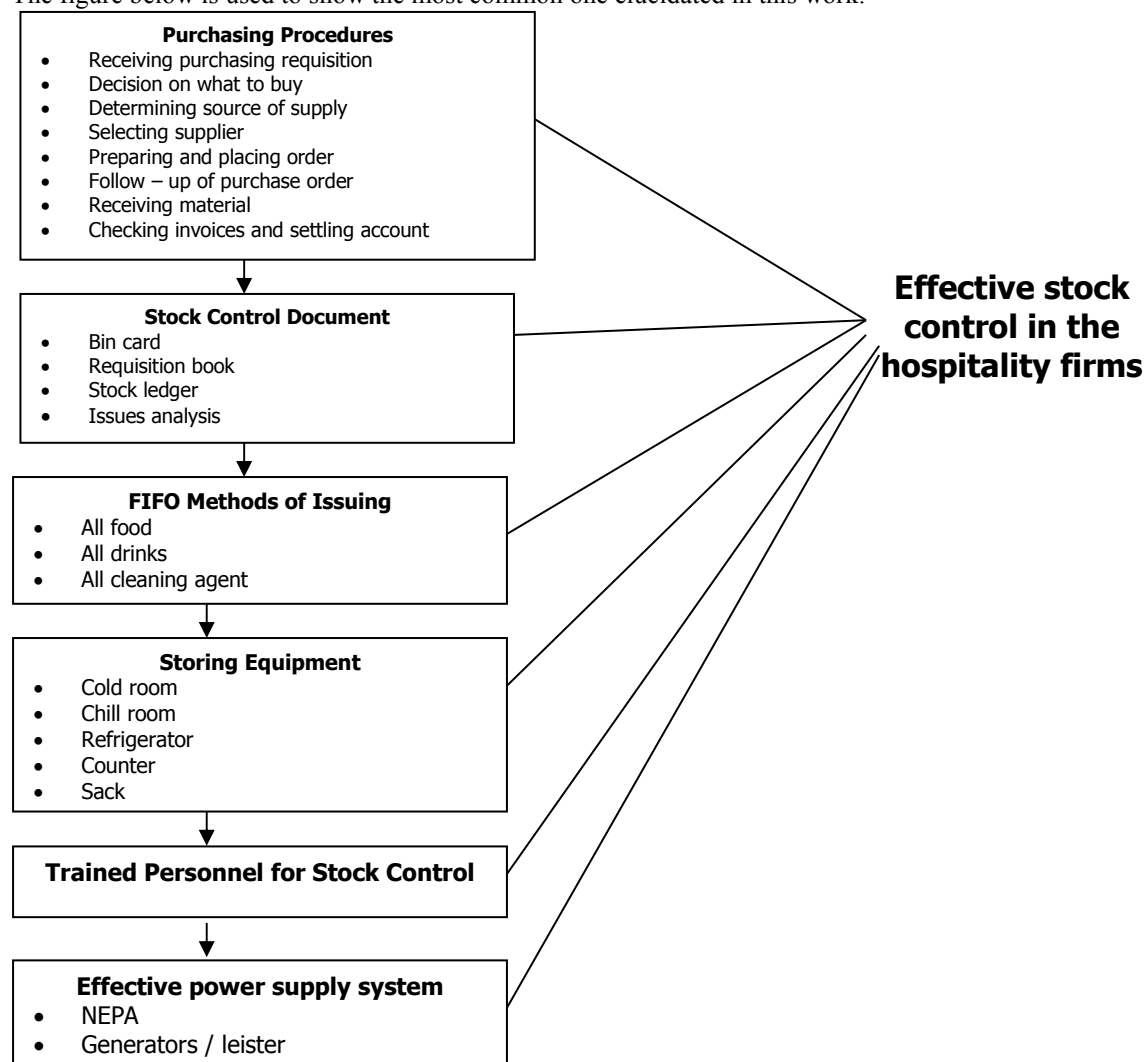 The figure below is used to show the most common one elucidated in this work.
Purchasing Procedures
• Receiving purchasing requisition
• Decision on what to buy
• Determining source of supply
• Selecting supplier
• Preparing and placing order
• Follow – up of purchase order
• Receiving material
• Checking invoices and settling account
Stock Control Document
• Bin card
• Requisition book
• Stock ledger
• Issues analysis
FIFO Methods of Issuing
• All food
• All drinks
• All cleaning agent
Storing Equipment
• Cold room
• Chill room
• Refrigerator
• Counter
• Sack
Trained Personnel for Stock Control
Effective power supply system
• NEPA
• Generators / leister
Effective stock
control in the
hospitality firms